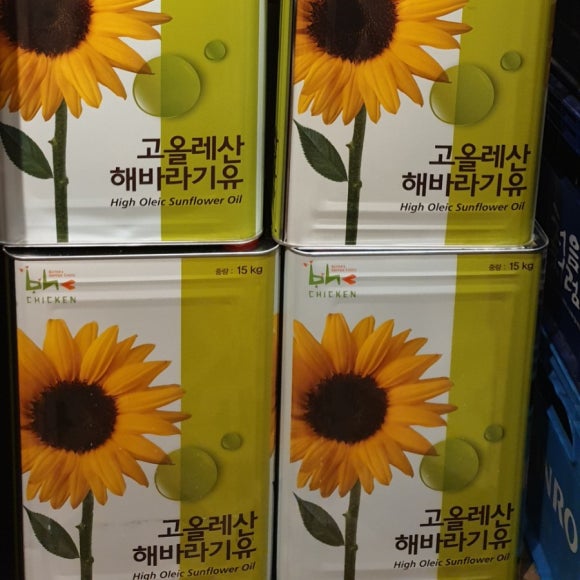 고올레산
해바라기유
High Oleic Sunflower Oil
고올레산
해바라기유
High Oleic Sunflower Oil
bhc
CHICKEN
중량 : 15 kg
고올레산
해바라기유
High Oleic Sunflower Oil
bhc
CHICKEN
중량 : 15 kg
고올레산
해바라기유
High Oleic Sunflower Oil